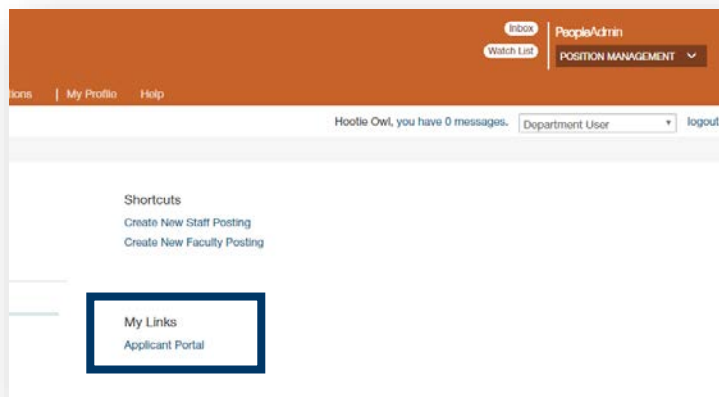 Inbox
PeopleAdmin
Watch List
POSITION MANAGEMENT
tions | My Profile Help
Hootie Owl, you have 0 messages. Department User logout
Shortcuts
Create New Staff Posting
Create New Faculty Posting
My Links
Applicant Portal